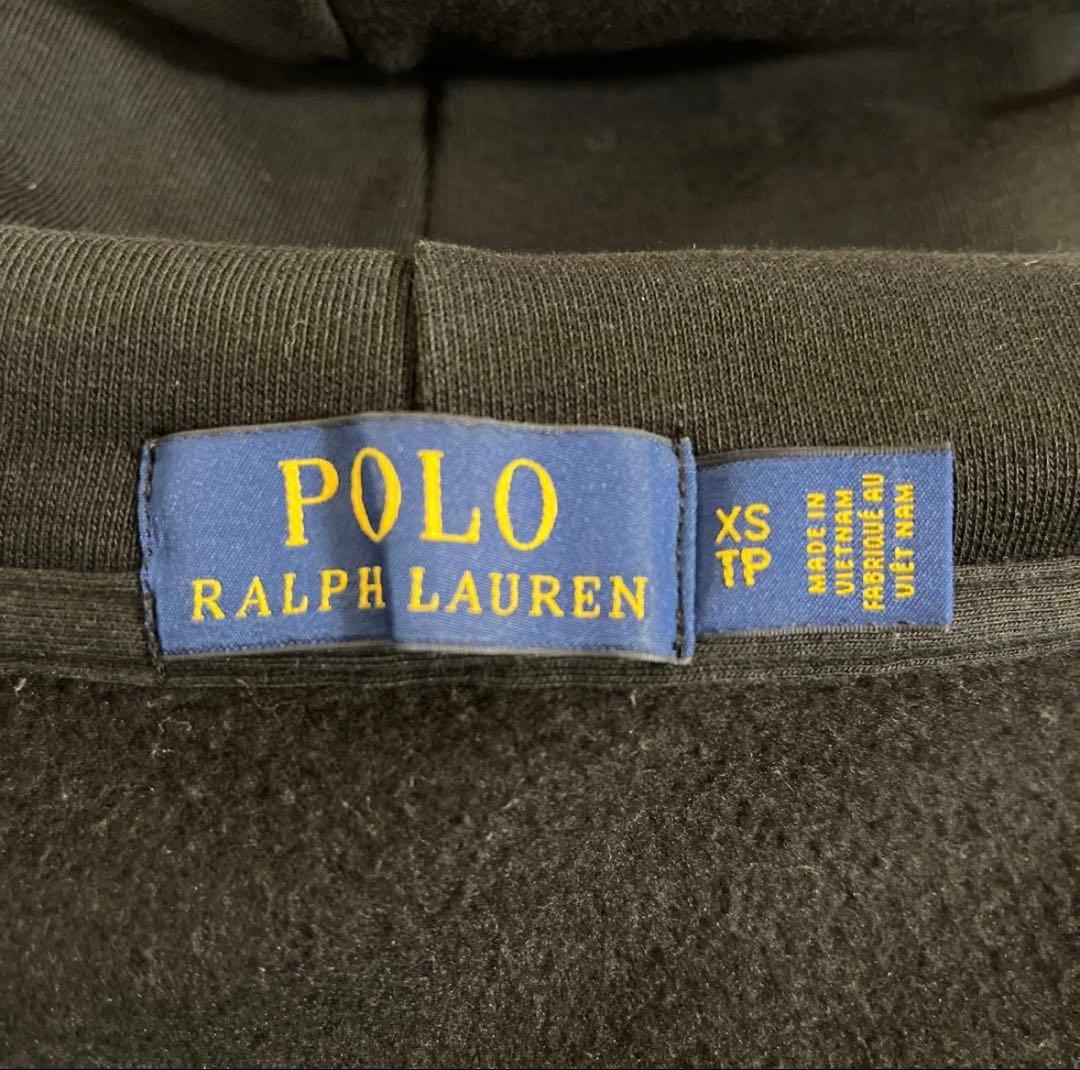 POLO
RALPH LAUREN
XS
TP
MADE IN
VIETNAM
FABRIQUÉ AU
VIÊT NAM